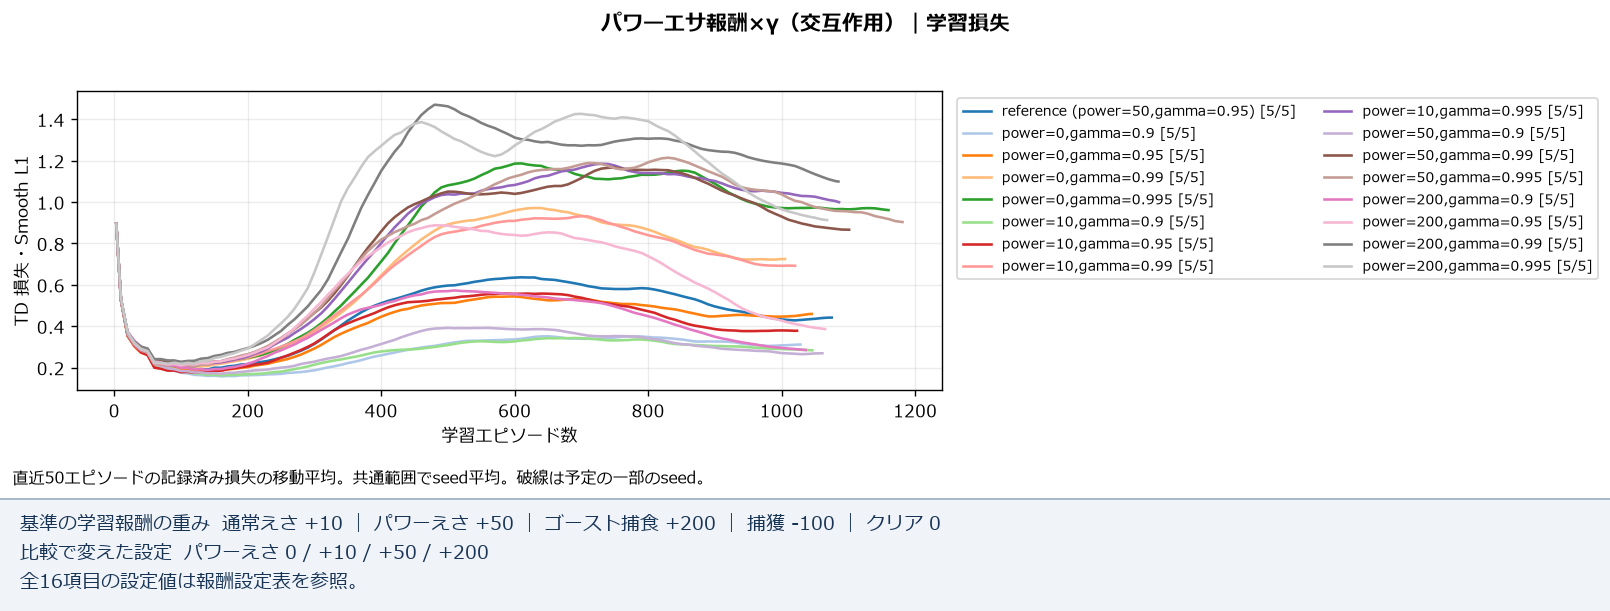 パワーエサ報酬×γ（交互作用）｜学習損失
TD 損失・Smooth L1
1.4
1.2
1.0
0.8
0.6
0.4
0.2
0
200
400
600
800
1000
1200
学習エピソード数
reference (power=50,gamma=0.95) [5/5]
power=0,gamma=0.9 [5/5]
power=0,gamma=0.95 [5/5]
power=0,gamma=0.99 [5/5]
power=0,gamma=0.995 [5/5]
power=10,gamma=0.9 [5/5]
power=10,gamma=0.95 [5/5]
power=10,gamma=0.99 [5/5]
power=10,gamma=0.995 [5/5]
power=50,gamma=0.9 [5/5]
power=50,gamma=0.99 [5/5]
power=50,gamma=0.995 [5/5]
power=200,gamma=0.9 [5/5]
power=200,gamma=0.95 [5/5]
power=200,gamma=0.99 [5/5]
power=200,gamma=0.995 [5/5]
直近50エピソードの記録済み損失の移動平均。共通範囲でseed平均。破線は予定の一部のseed。
基準の学習報酬の重み 通常えさ +10 ｜ パワーえさ +50 ｜ ゴースト捕食 +200 ｜ 捕獲 -100 ｜ クリア 0
比較で変えた設定 パワーえさ 0 / +10 / +50 / +200
全16項目の設定値は報酬設定表を参照。